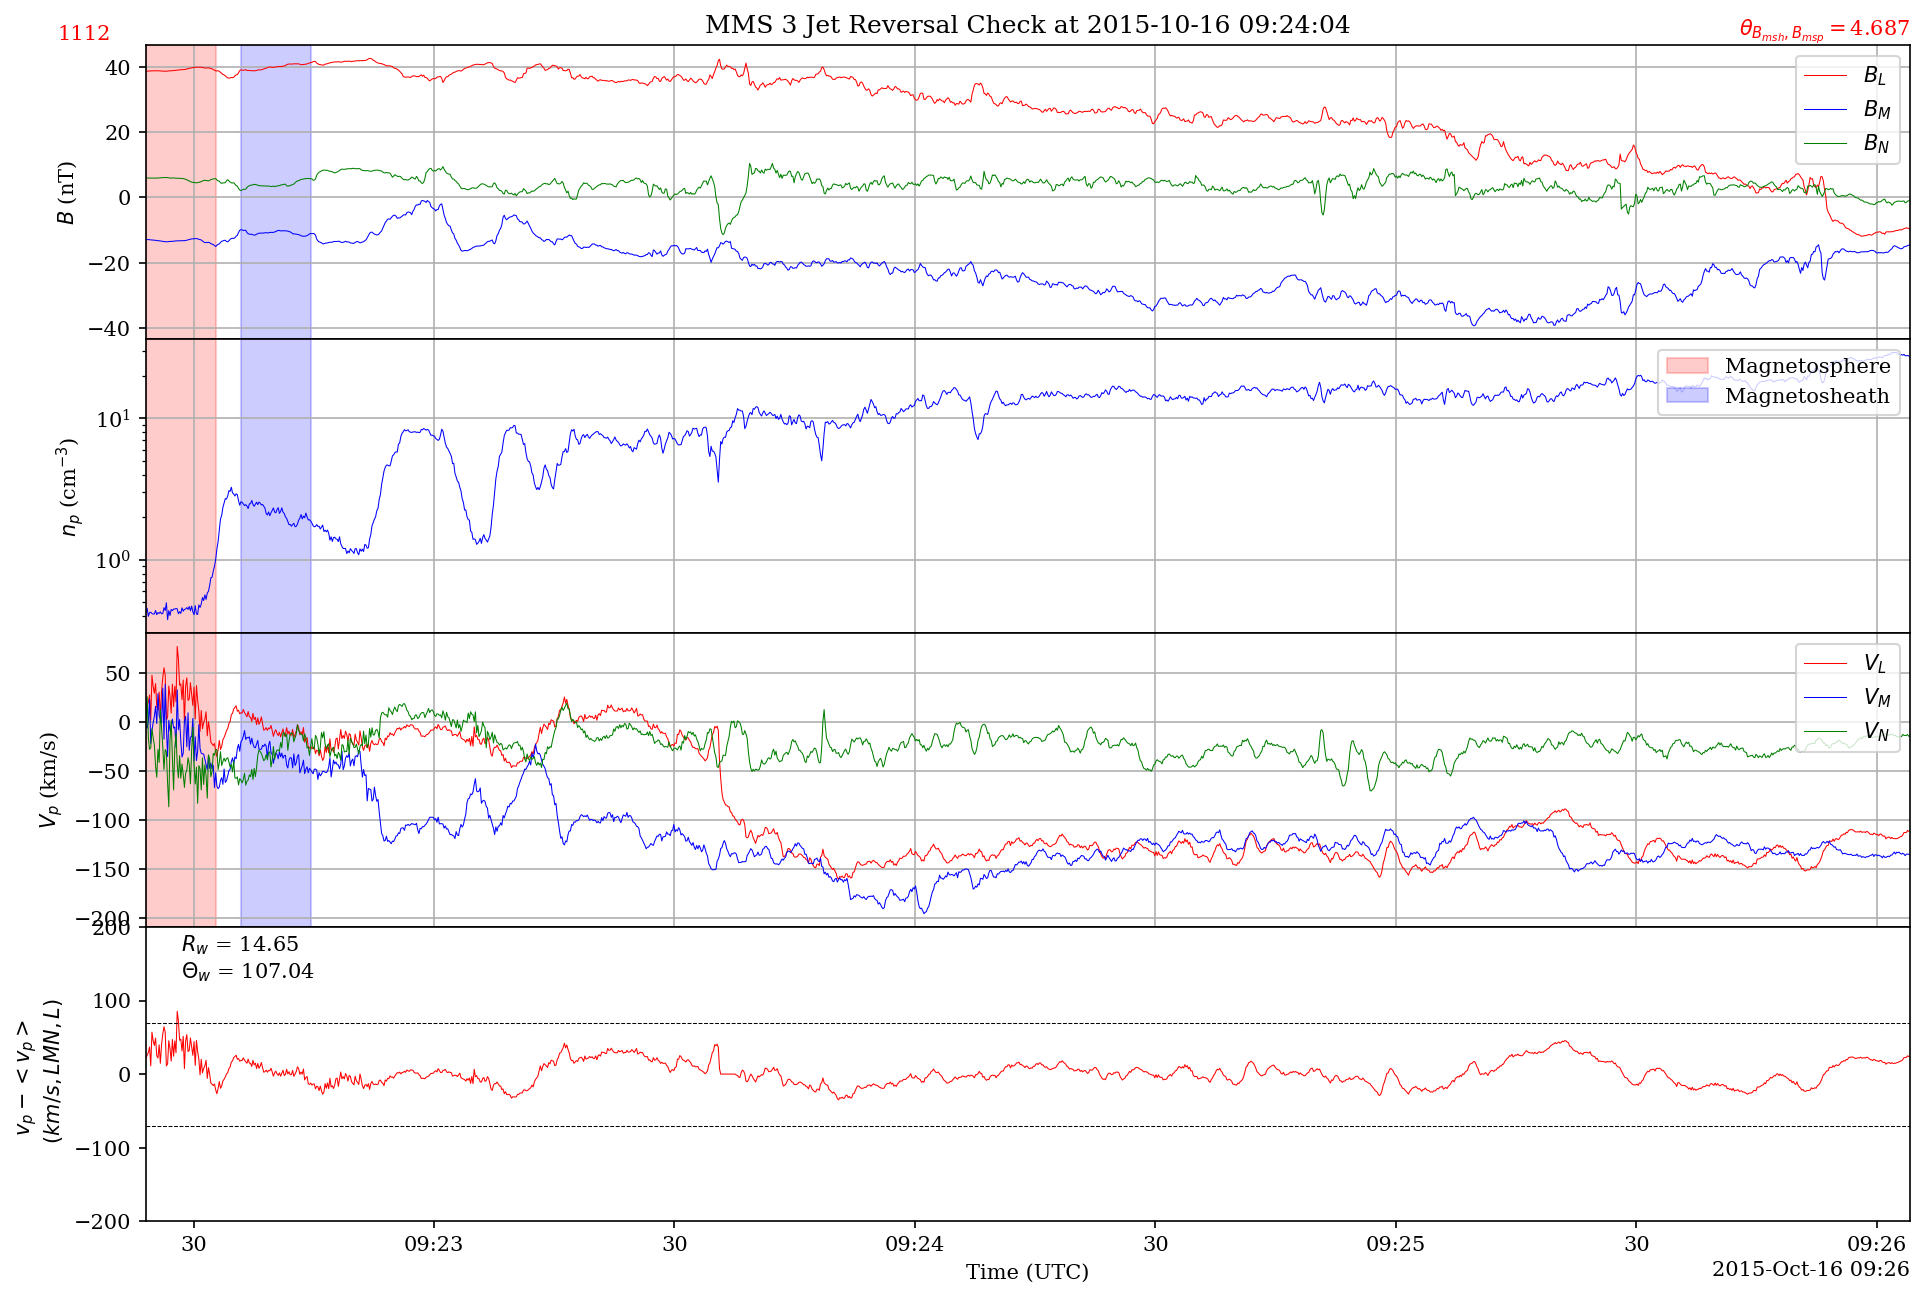 1112
MMS 3 Jet Reversal Check at 2015-10-16 09:24:04
θ_{B_{msh}, B_{msp}} = 4.687
40
20
0
−20
−40
B (nT)
B_L
B_M
B_N
10^1
10^0
n_p (cm^{−3})
Magnetosphere
Magnetosheath
50
0
−50
−100
−150
−200
V_p (km/s)
V_L
V_M
V_N
200
100
0
−100
−200
v_p − <v_p>
(km/s, LMN, L)
R_w = 14.65
Θ_w = 107.04
30 09:23 30 09:24 30 09:25 30 09:26
Time (UTC)
2015-Oct-16 09:26